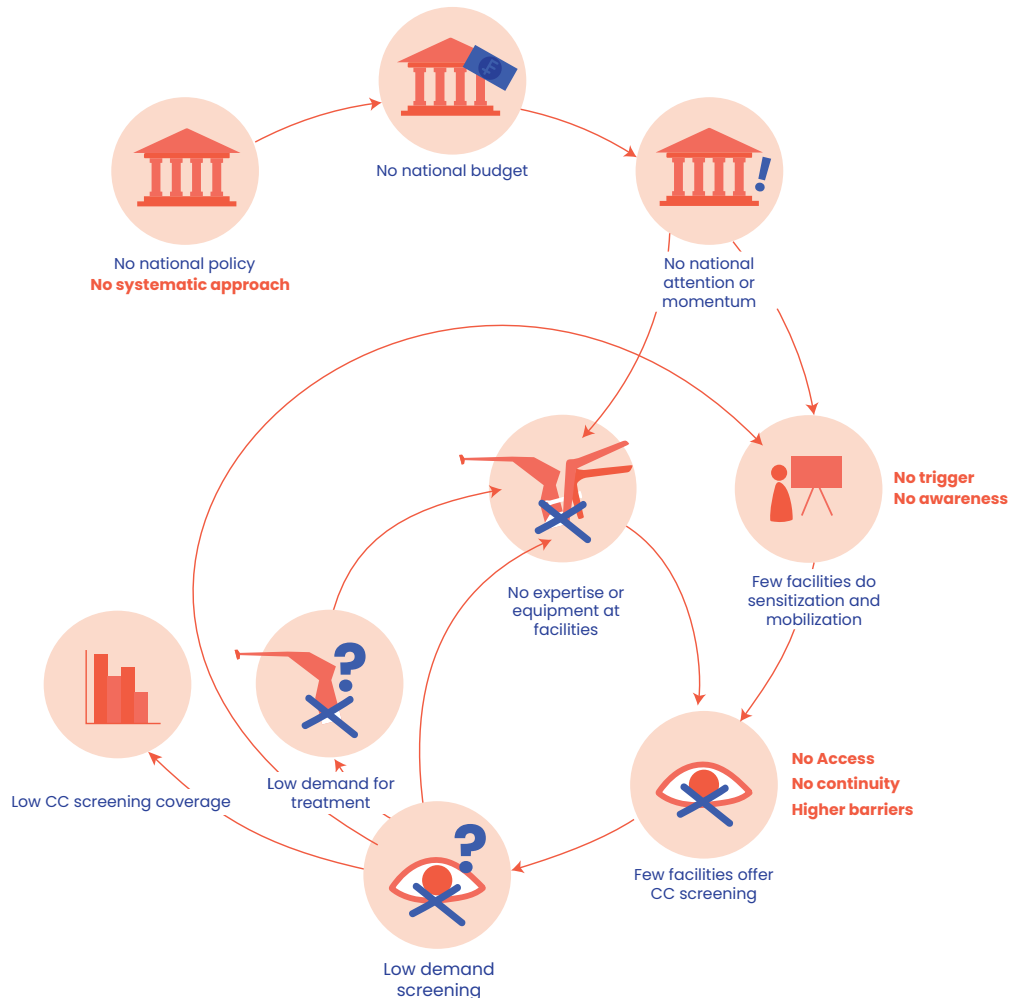 No national budget
No national policy
No systematic approach
No national
attention or
momentum
No trigger
No awareness
Few facilities do
sensitization and
mobilization
No expertise or
equipment at
facilities
Low demand for
treatment
Low CC screening coverage
No Access
No continuity
Higher barriers
Few facilities offer
CC screening
Low demand
screening